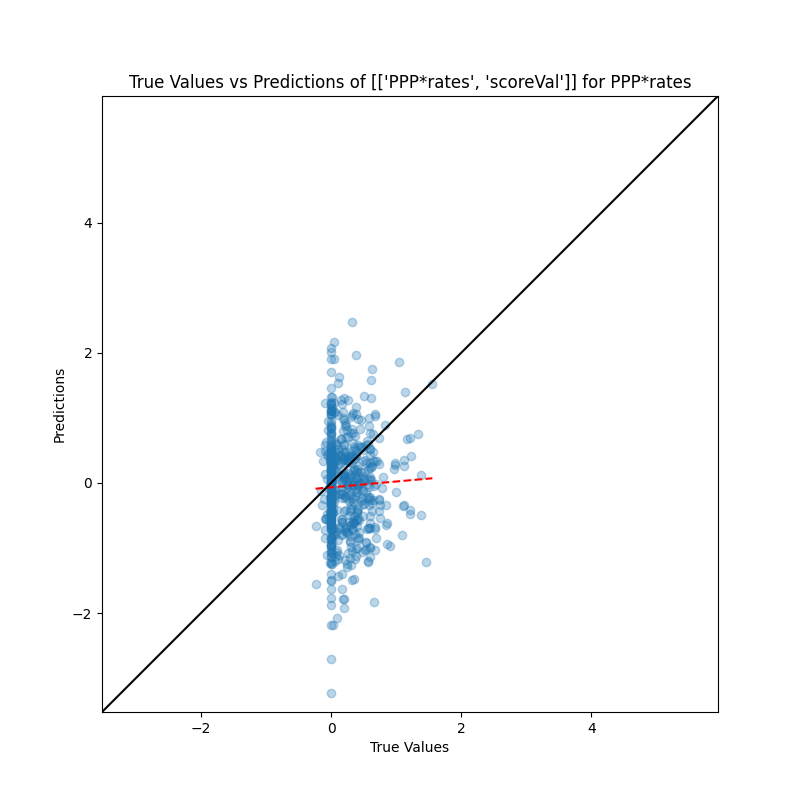 True Values vs Predictions of [['PPP*rates', 'scoreVal']] for PPP*rates
4
2
0
−2
Predictions
−2
0
2
4
True Values